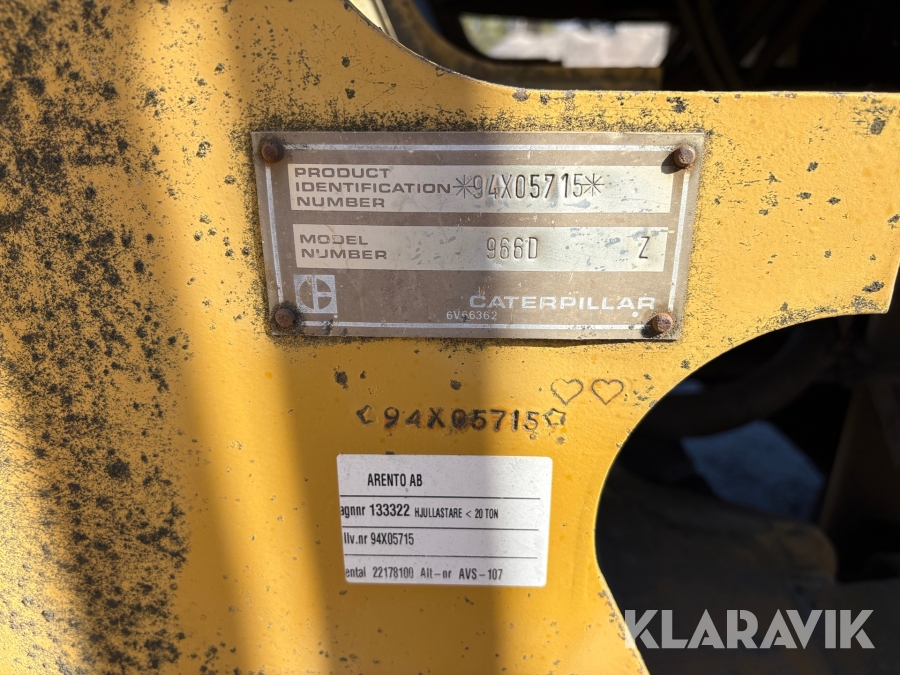 PRODUCT
IDENTIFICATION
NUMBER
*94X05715*
MODEL
NUMBER
966D Z
CATERPILLAR
6V66362
94X05715
ARENTO AB
agnnr 133322 HJULLASTARE < 20 TON
llv.nr 94X05715
ental 22178100 Alt-nr AVS-107
KLARAVIK